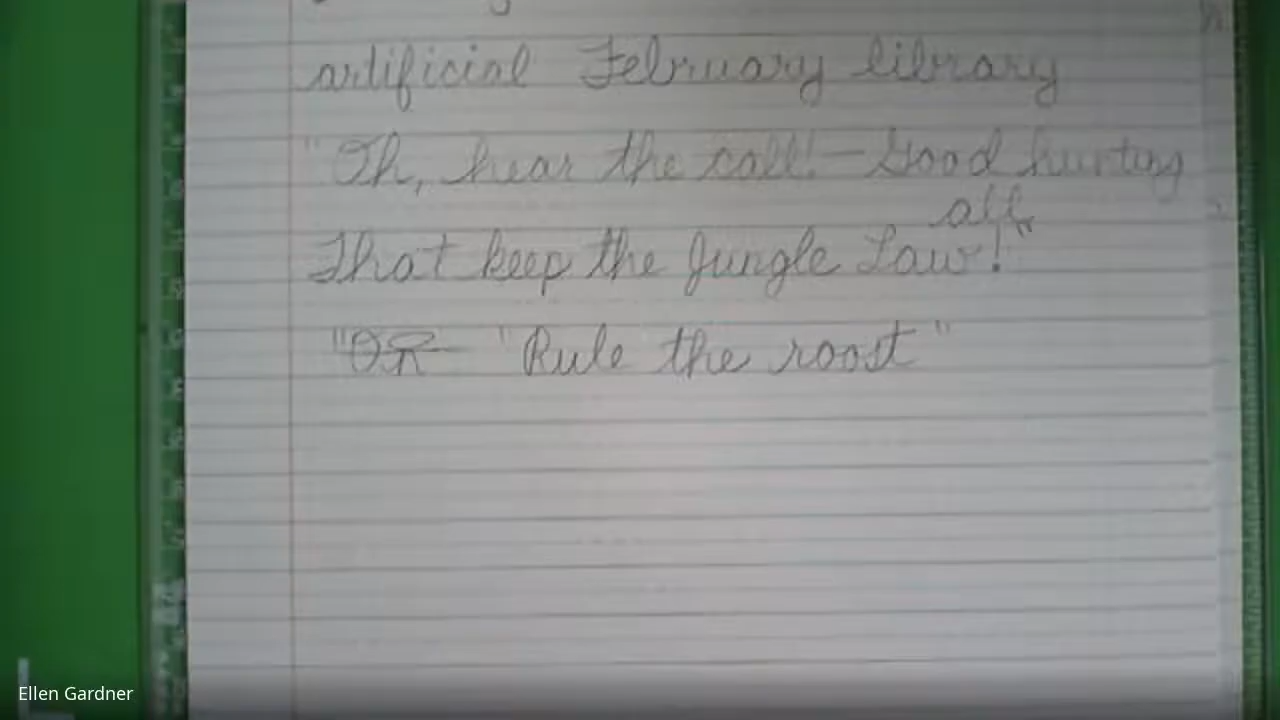 artificial February library
"Oh, hear the call!—Good hunting
all
That keep the Jungle Law!"
"OR "Rule the roost"
Ellen Gardner